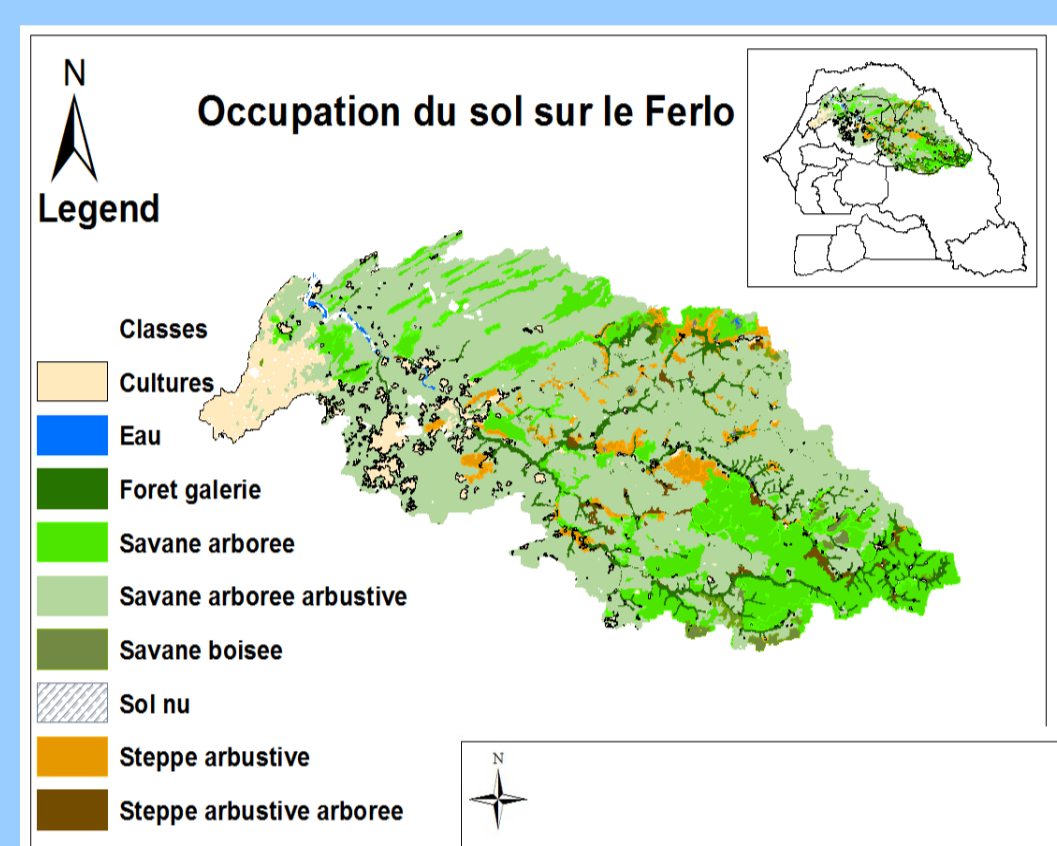 N
Occupation du sol sur le Ferlo
Legend
Classes
Cultures
Eau
Foret galerie
Savane arboree
Savane arboree arbustive
Savane boisee
Sol nu
Steppe arbustive
Steppe arbustive arboree
N